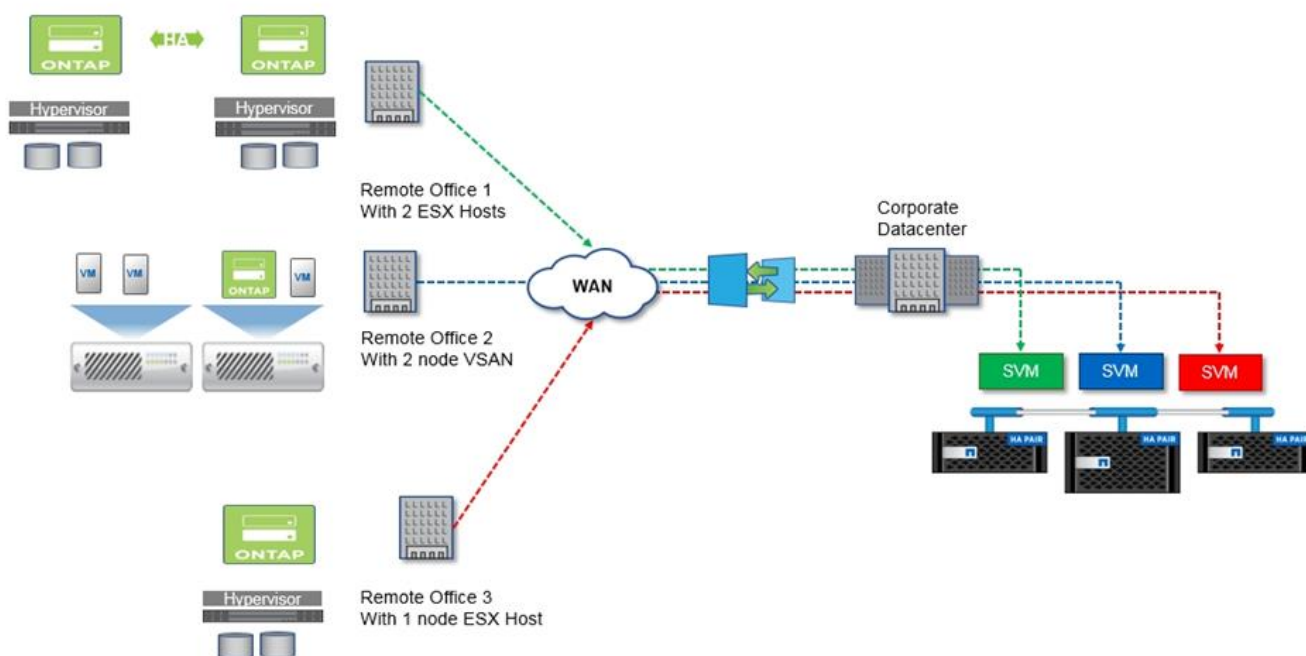 ONTAP
HA
ONTAP
Hypervisor
Hypervisor
Remote Office 1
With 2 ESX Hosts
VM
VM
ONTAP
VM
Remote Office 2
With 2 node VSAN
WAN
Corporate
Datacenter
SVM
SVM
SVM
HA PAIR
HA PAIR
HA PAIR
ONTAP
Hypervisor
Remote Office 3
With 1 node ESX Host